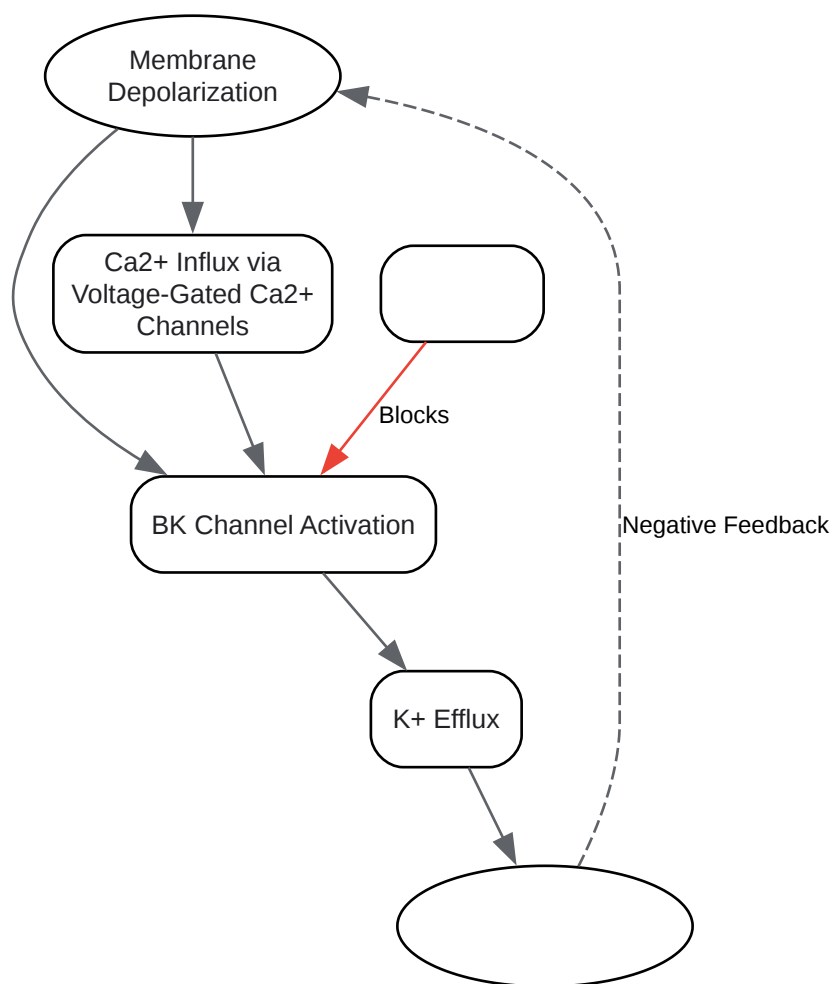 Membrane
Depolarization
Ca2+ Influx via
Voltage-Gated Ca2+
Channels
Blocks
BK Channel Activation
Negative Feedback
K+ Efflux